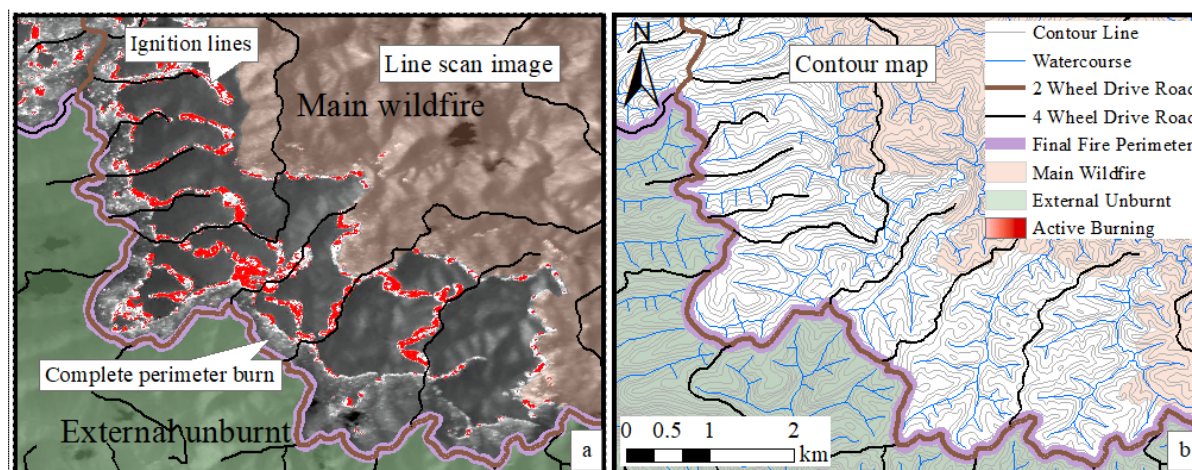 Ignition lines
Line scan image
Main wildfire
Complete perimeter burn
External unburnt
a
N
Contour map
Contour Line
Watercourse
2 Wheel Drive Road
4 Wheel Drive Road
Final Fire Perimeter
Main Wildfire
External Unburnt
Active Burning
0 0.5 1 2
km
b